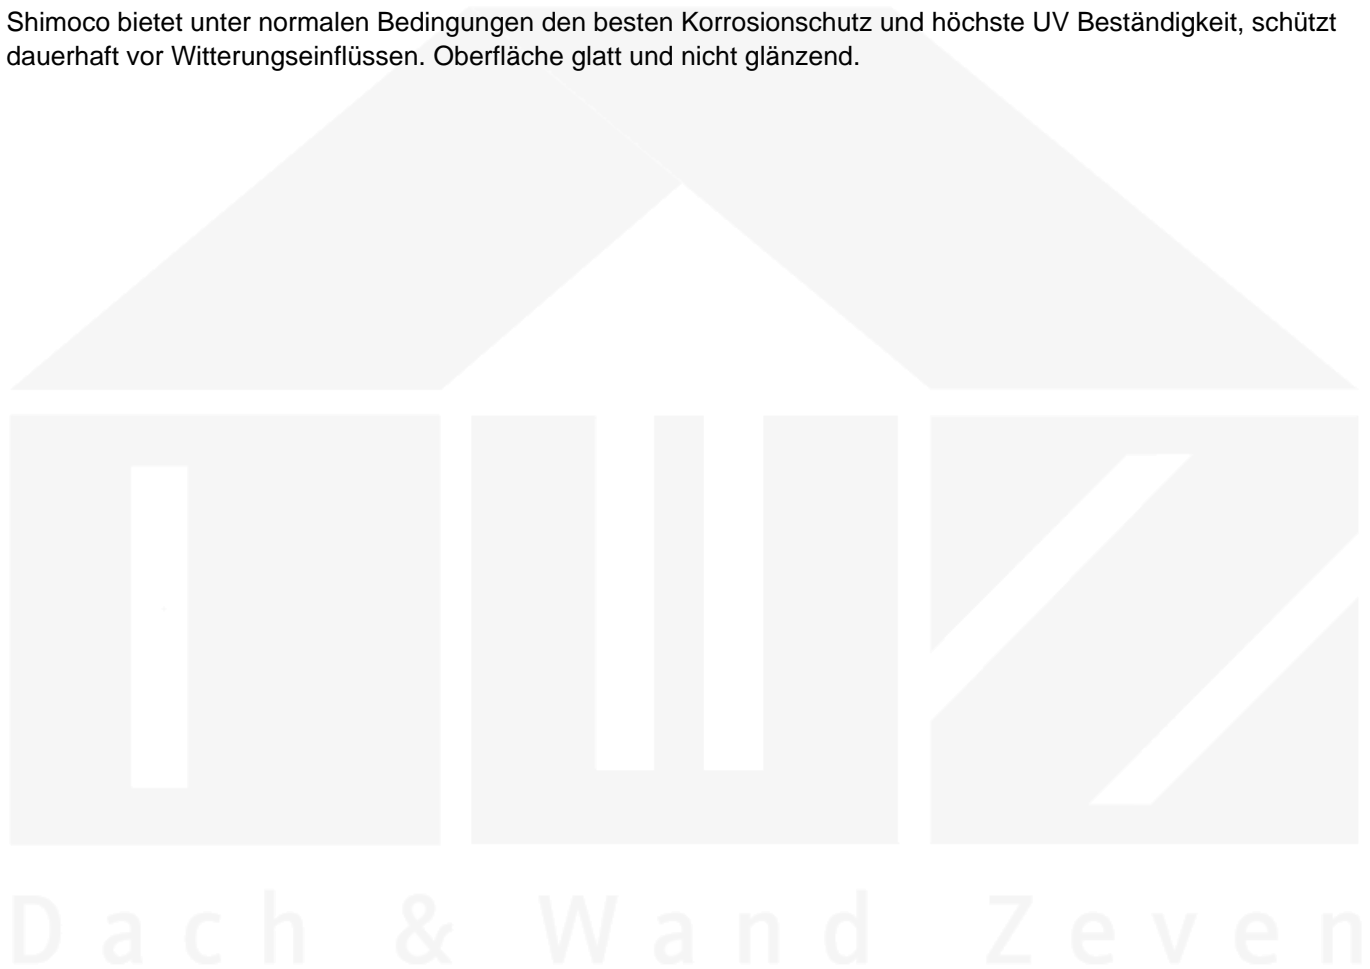 Shimoco bietet unter normalen Bedingungen den besten Korrosionschutz und höchste UV Beständigkeit, schützt
dauerhaft vor Witterungseinflüssen. Oberfläche glatt und nicht glänzend.
Dach & Wand Zeven